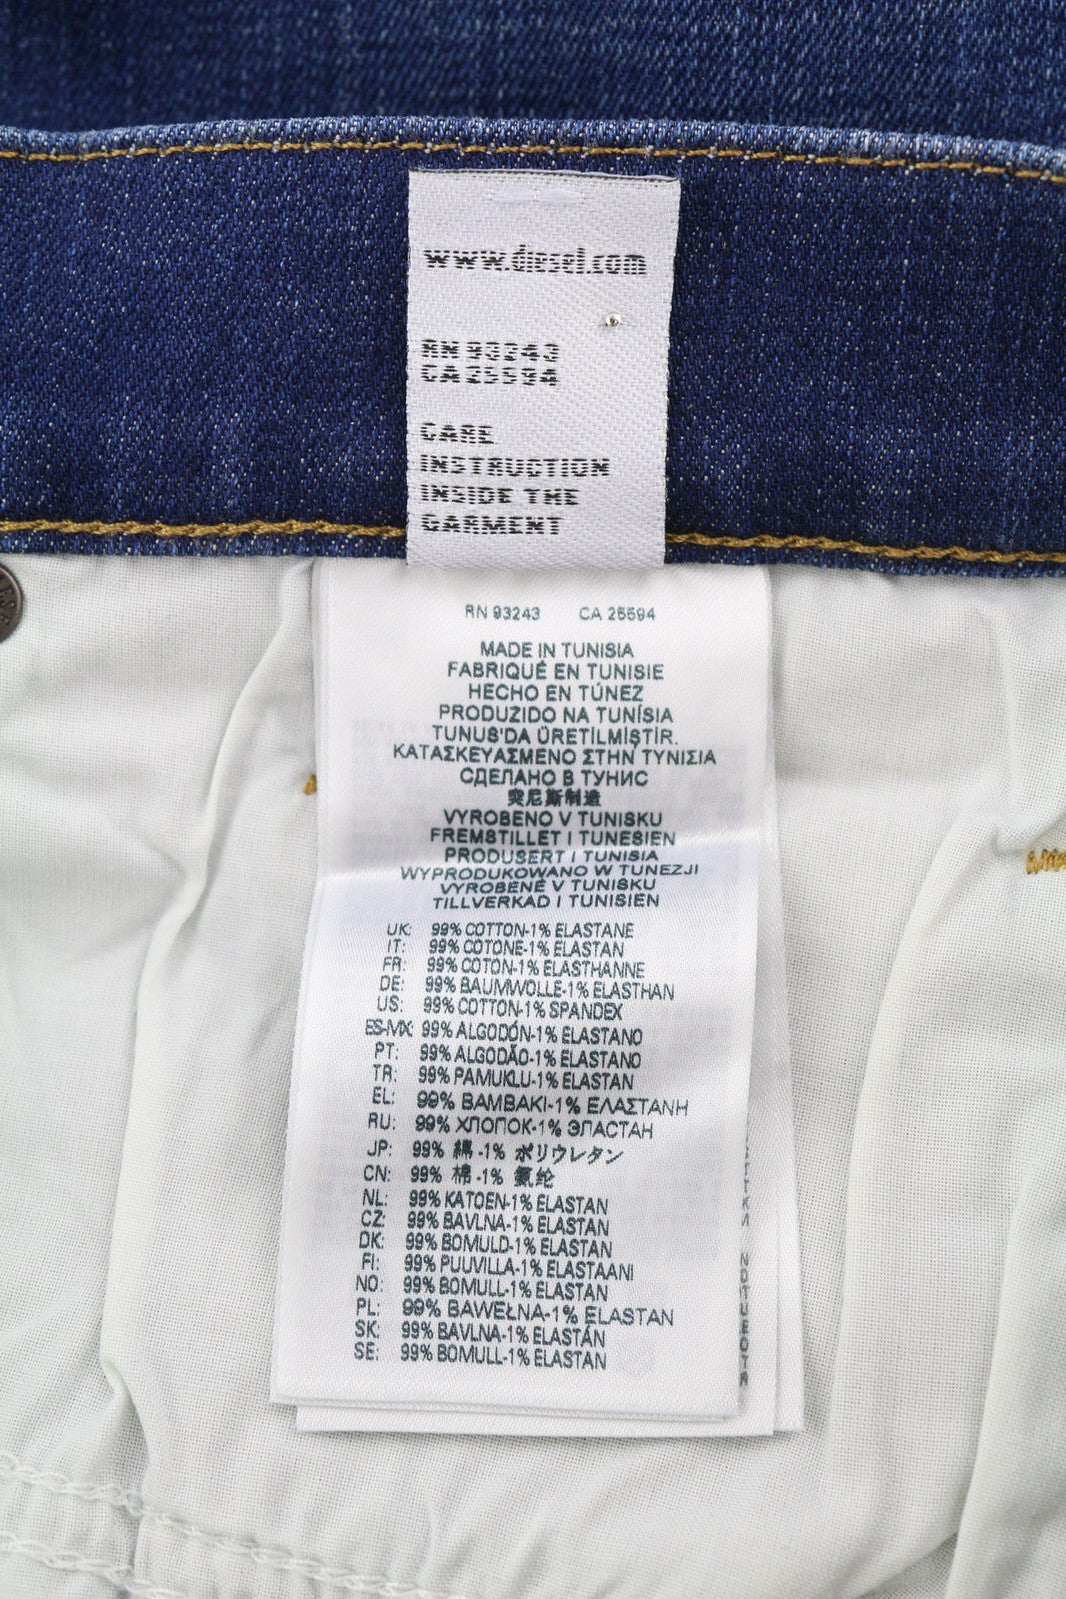 www.diesel.com
RN 93243
CA 25594
CARE
INSTRUCTION
INSIDE THE
GARMENT
RN 93243 CA 25594
MADE IN TUNISIA
FABRIQUÉ EN TUNISIE
HECHO EN TÚNEZ
PRODUZIDO NA TUNÍSIA
TUNUS'DA ÜRETİLMİŞTİR.
ΚΑΤΑΣΚΕΥΑΣΜΕΝΟ ΣΤΗΝ ΤΥΝΙΣΙΑ
СДЕЛАНО В ТУНИС
突尼斯制造
VYROBENO V TUNISKU
FREMSTILLET I TUNESIEN
PRODUSERT I TUNISIA
WYPRODUKOWANO W TUNEZJI
VYROBENÉ V TUNISKU
TILLVERKAD I TUNISIEN
UK: 99% COTTON-1% ELASTANE
IT: 99% COTONE-1% ELASTAN
FR: 99% COTON-1% ELASTHANNE
DE: 99% BAUMWOLLE-1% ELASTHAN
US: 99% COTTON-1% SPANDEX
ES-MX: 99% ALGODÓN-1% ELASTANO
PT: 99% ALGODÃO-1% ELASTANO
TR: 99% PAMUKLU-1% ELASTAN
EL: 99% ΒΑΜΒΑΚΙ-1% ΕΛΑΣΤΑΝΗ
RU: 99% ХЛОПОК-1% ЭЛАСТАН
JP: 99% 綿 -1% ポリウレタン
CN: 99% 棉 -1% 氨纶
NL: 99% KATOEN-1% ELASTAN
CZ: 99% BAVLNA-1% ELASTAN
DK: 99% BOMULD-1% ELASTAN
FI: 99% PUUVILLA-1% ELASTAANI
NO: 99% BOMULL-1% ELASTAN
PL: 99% BAWEŁNA-1% ELASTAN
SK: 99% BAVLNA-1% ELASTÁN
SE: 99% BOMULL-1% ELASTAN